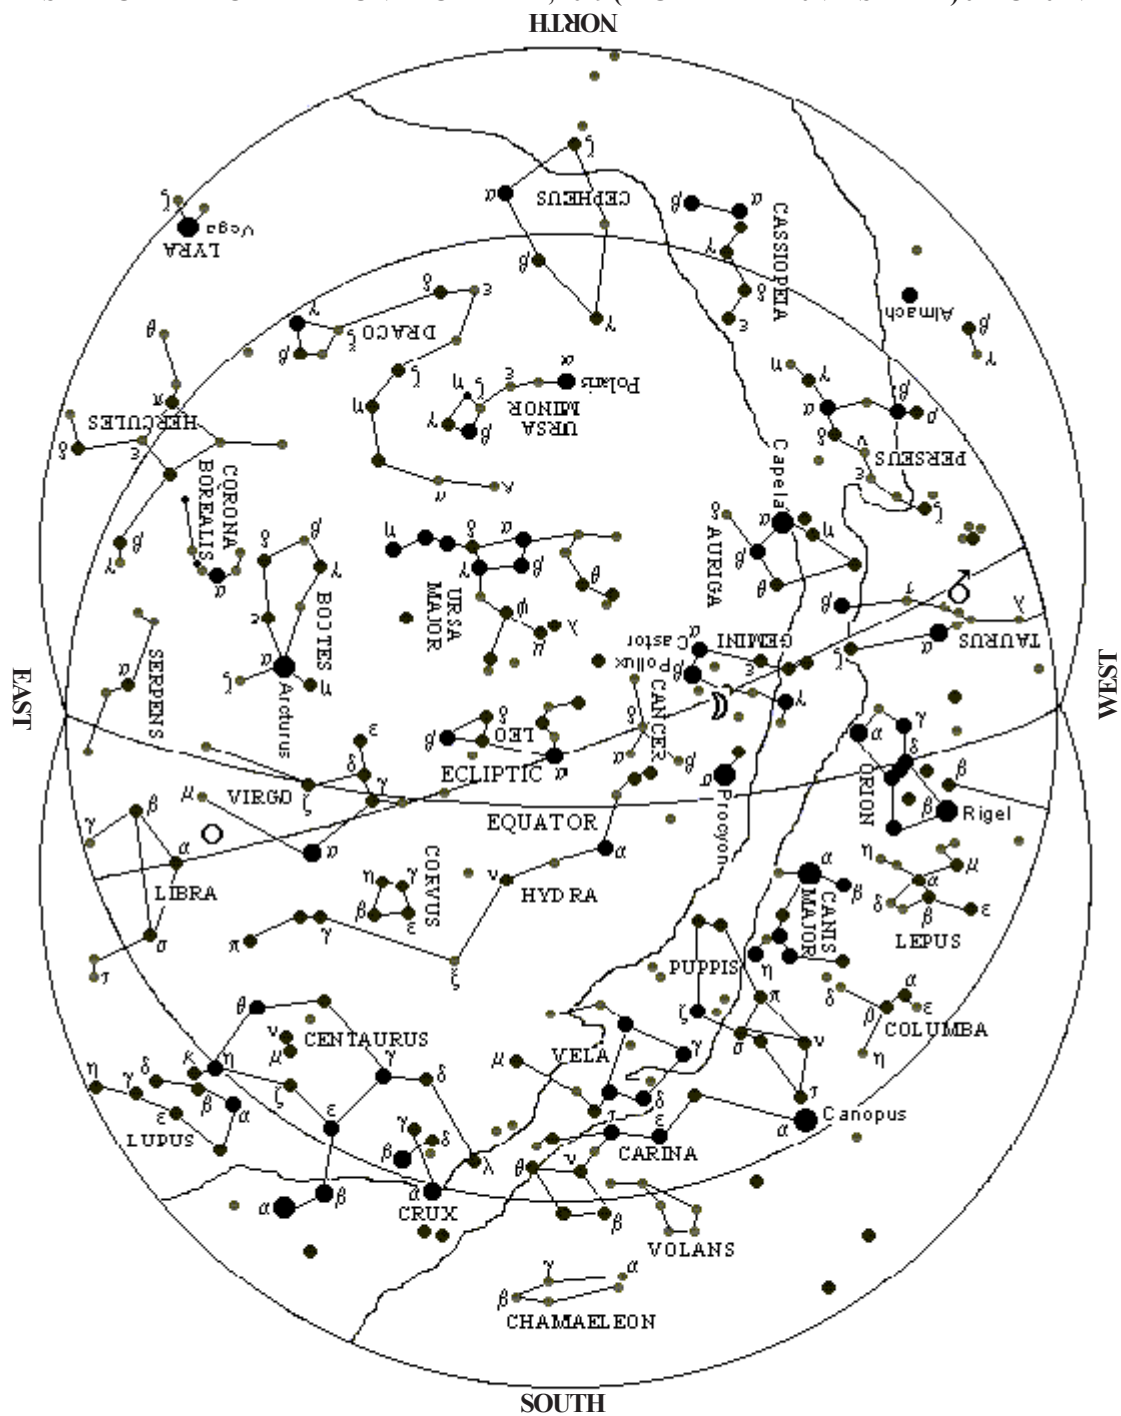 NORTH
ζ
α
CEPHEUS
β
α
CASSIOPEIA
ζ
Vega
LYRA
γ
β
δ
ε
γ
Almach
β
γ
δ
ε
γ
DRACO
ζ
β
θ
α
Polaris
ε
ζ
η
URSA
MINOR
γ
β
ζ
η
γ
α
β
ρ
δ
ν
PERSEUS
ε
ζ
π
HERCULES
δ
ε
CORONA
BOREALIS
α
β
γ
α
λ
Capella
α
δ
η
β
AURIGA
θ
η
δ
α
γ
β
URSA
MAJOR
θ
ψ
λ
μ
δ
β
γ
BOOTES
ε
α
Arcturus
ζ
η
τ
β
λ
TAURUS
α
ζ
α
Castor
GEMINI
β
Pollux
γ
SERPENS
α
EAST
WEST
CANCER
δ
α
β
LEO
δ
β
α
ECLIPTIC
ε
δ
γ
VIRGO
ζ
μ
α
EQUATOR
α
Procyon
α
γ
δ
ORION
β
β
Rigel
β
γ
α
LIBRA
σ
τ
CORVUS
η
γ
β
ε
α
ν
HYDRA
γ
π
ξ
α
β
CANIS
MAJOR
η
η
μ
α
δ
β
ε
LEPUS
PUPPIS
π
ζ
σ
ν
τ
δ
α
β
ε
COLUMBA
η
θ
ν
CENTAURUS
μ
κ
η
γ
δ
ζ
ε
λ
β
α
μ
VELA
γ
δ
η
γ
δ
β
α
ε
LUPUS
τ
ε
CARINA
Canopus
α
θ
ν
β
γ
β
δ
α
CRUX
VOLANS
γ
α
β
CHAMAELEON
SOUTH